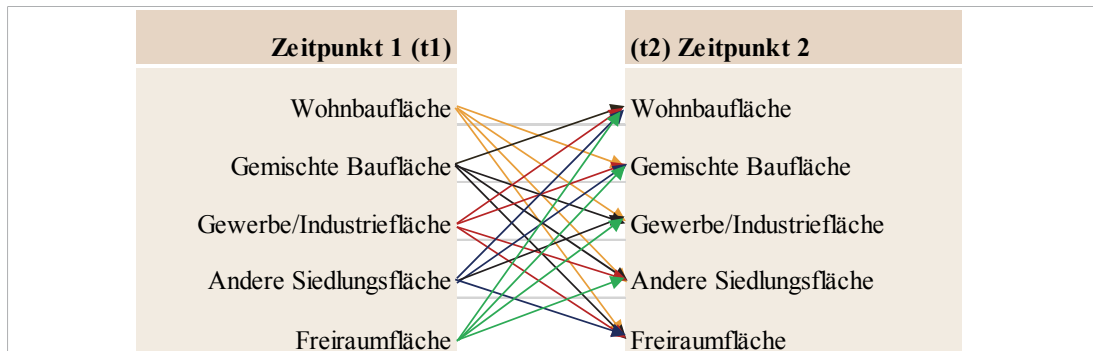 Zeitpunkt 1 (t1) (t2) Zeitpunkt 2
Wohnbaufläche Wohnbaufläche
Gemischte Baufläche Gemischte Baufläche
Gewerbe/Industriefläche Gewerbe/Industriefläche
Andere Siedlungsfläche Andere Siedlungsfläche
Freiraumfläche Freiraumfläche